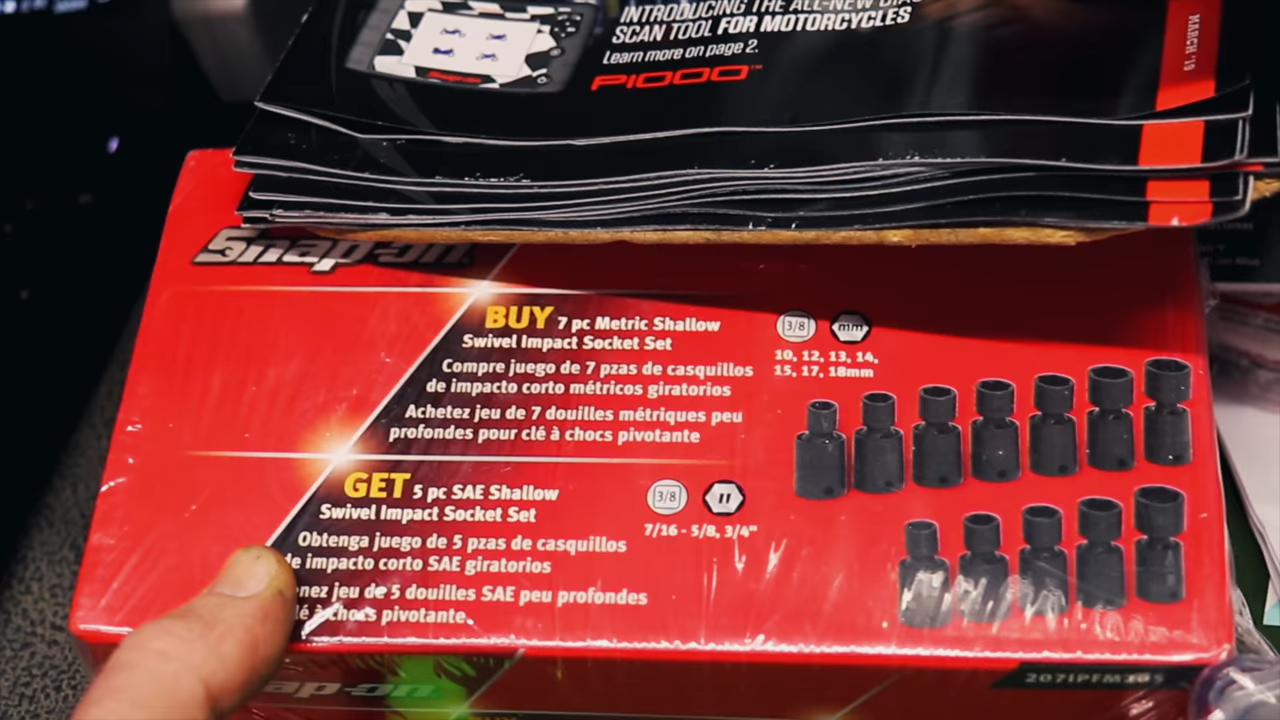 INTRODUCING THE ALL-NEW
SCAN TOOL FOR MOTORCYCLES
Learn more on page 2.
P1000™
MARCH '19
Snap-on
BUY 7 pc Metric Shallow
Swivel Impact Socket Set
3/8 mm
10, 12, 13, 14,
15, 17, 18mm
Compre juego de 7 pzas de casquillos
de impacto corto métricos giratorios
Achetez jeu de 7 douilles métriques peu
profondes pour clé à chocs pivotante
GET 5 pc SAE Shallow
Swivel Impact Socket Set
3/8 "
7/16 - 5/8, 3/4"
Obtenga juego de 5 pzas de casquillos
de impacto corto SAE giratorios
nez jeu de 5 douilles SAE peu profondes
lé à chocs pivotante.
ap-on